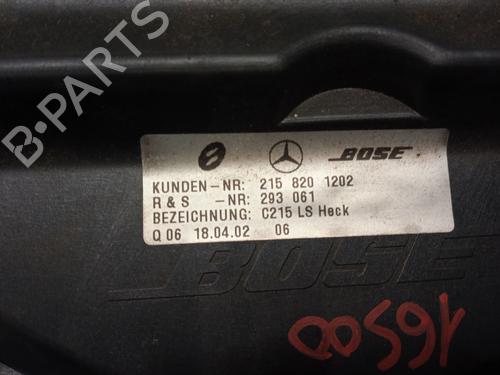 B-PARTS
BOSE
KUNDEN-NR: 215 820 1202
R & S -NR: 293 061
BEZEICHNUNG: C215 LS Heck
Q 06 18.04.02 06
BOSE
16500